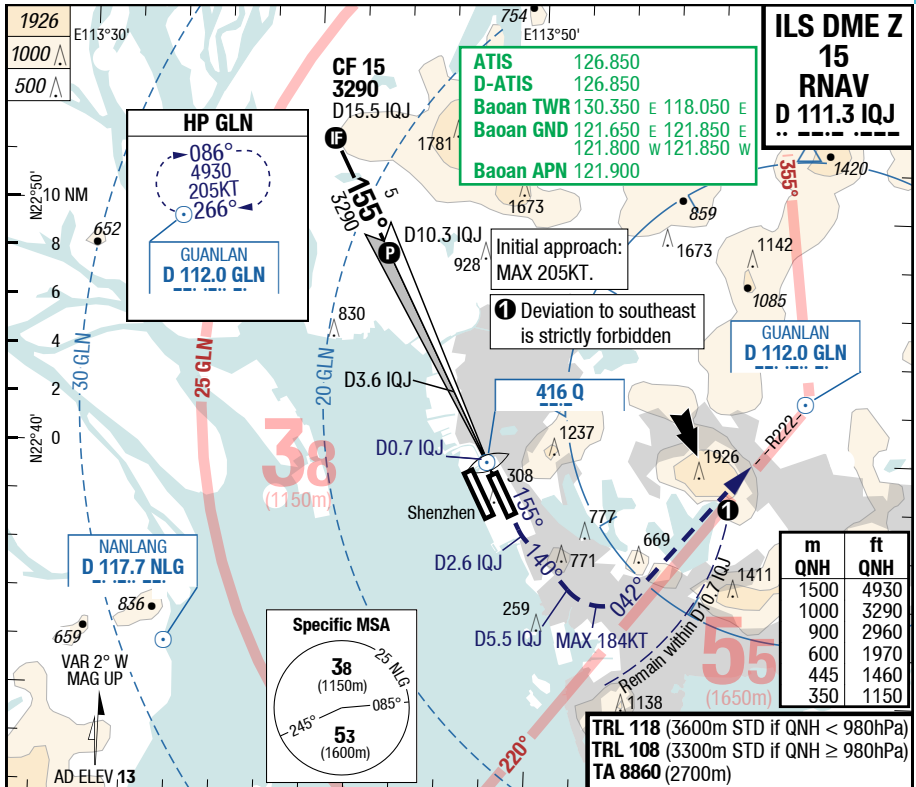 1926
1000
500
E113°30'
E113°50'
754
ILS DME Z
15
RNAV
D 111.3 IQJ
ATIS 126.850
D-ATIS 126.850
Baoan TWR 130.350 E 118.050 E
Baoan GND 121.650 E 121.850 E
121.800 W 121.850 W
Baoan APN 121.900
CF 15
3290
D15.5 IQJ
IF
1781
HP GLN
086°
4930
205KT
266°
GUANLAN
D 112.0 GLN
N22°50'
10 NM
8
6
4
2
0
N22°40'
652
155°
5
3290
P
D10.3 IQJ
928
1673
859
1673
1420
355°
1142
1085
Initial approach:
MAX 205KT.
1 Deviation to southeast
is strictly forbidden
830
30 GLN
25 GLN
20 GLN
D3.6 IQJ
416 Q
GUANLAN
D 112.0 GLN
R222
38
(1150m)
D0.7 IQJ
1237
1926
308
Shenzhen
155°
777
1
D2.6 IQJ
140°
771
669
042°
1411
NANLANG
D 117.7 NLG
836
659
259
D5.5 IQJ
MAX 184KT
Remain within D10.7 IQJ
55
(1650m)
1138
220°
VAR 2° W
MAG UP
AD ELEV 13
Specific MSA
38
(1150m)
25 NLG
085°
245°
53
(1600m)
m ft
QNH QNH
1500 4930
1000 3290
900 2960
600 1970
445 1460
350 1150
TRL 118 (3600m STD if QNH < 980hPa)
TRL 108 (3300m STD if QNH ≥ 980hPa)
TA 8860 (2700m)